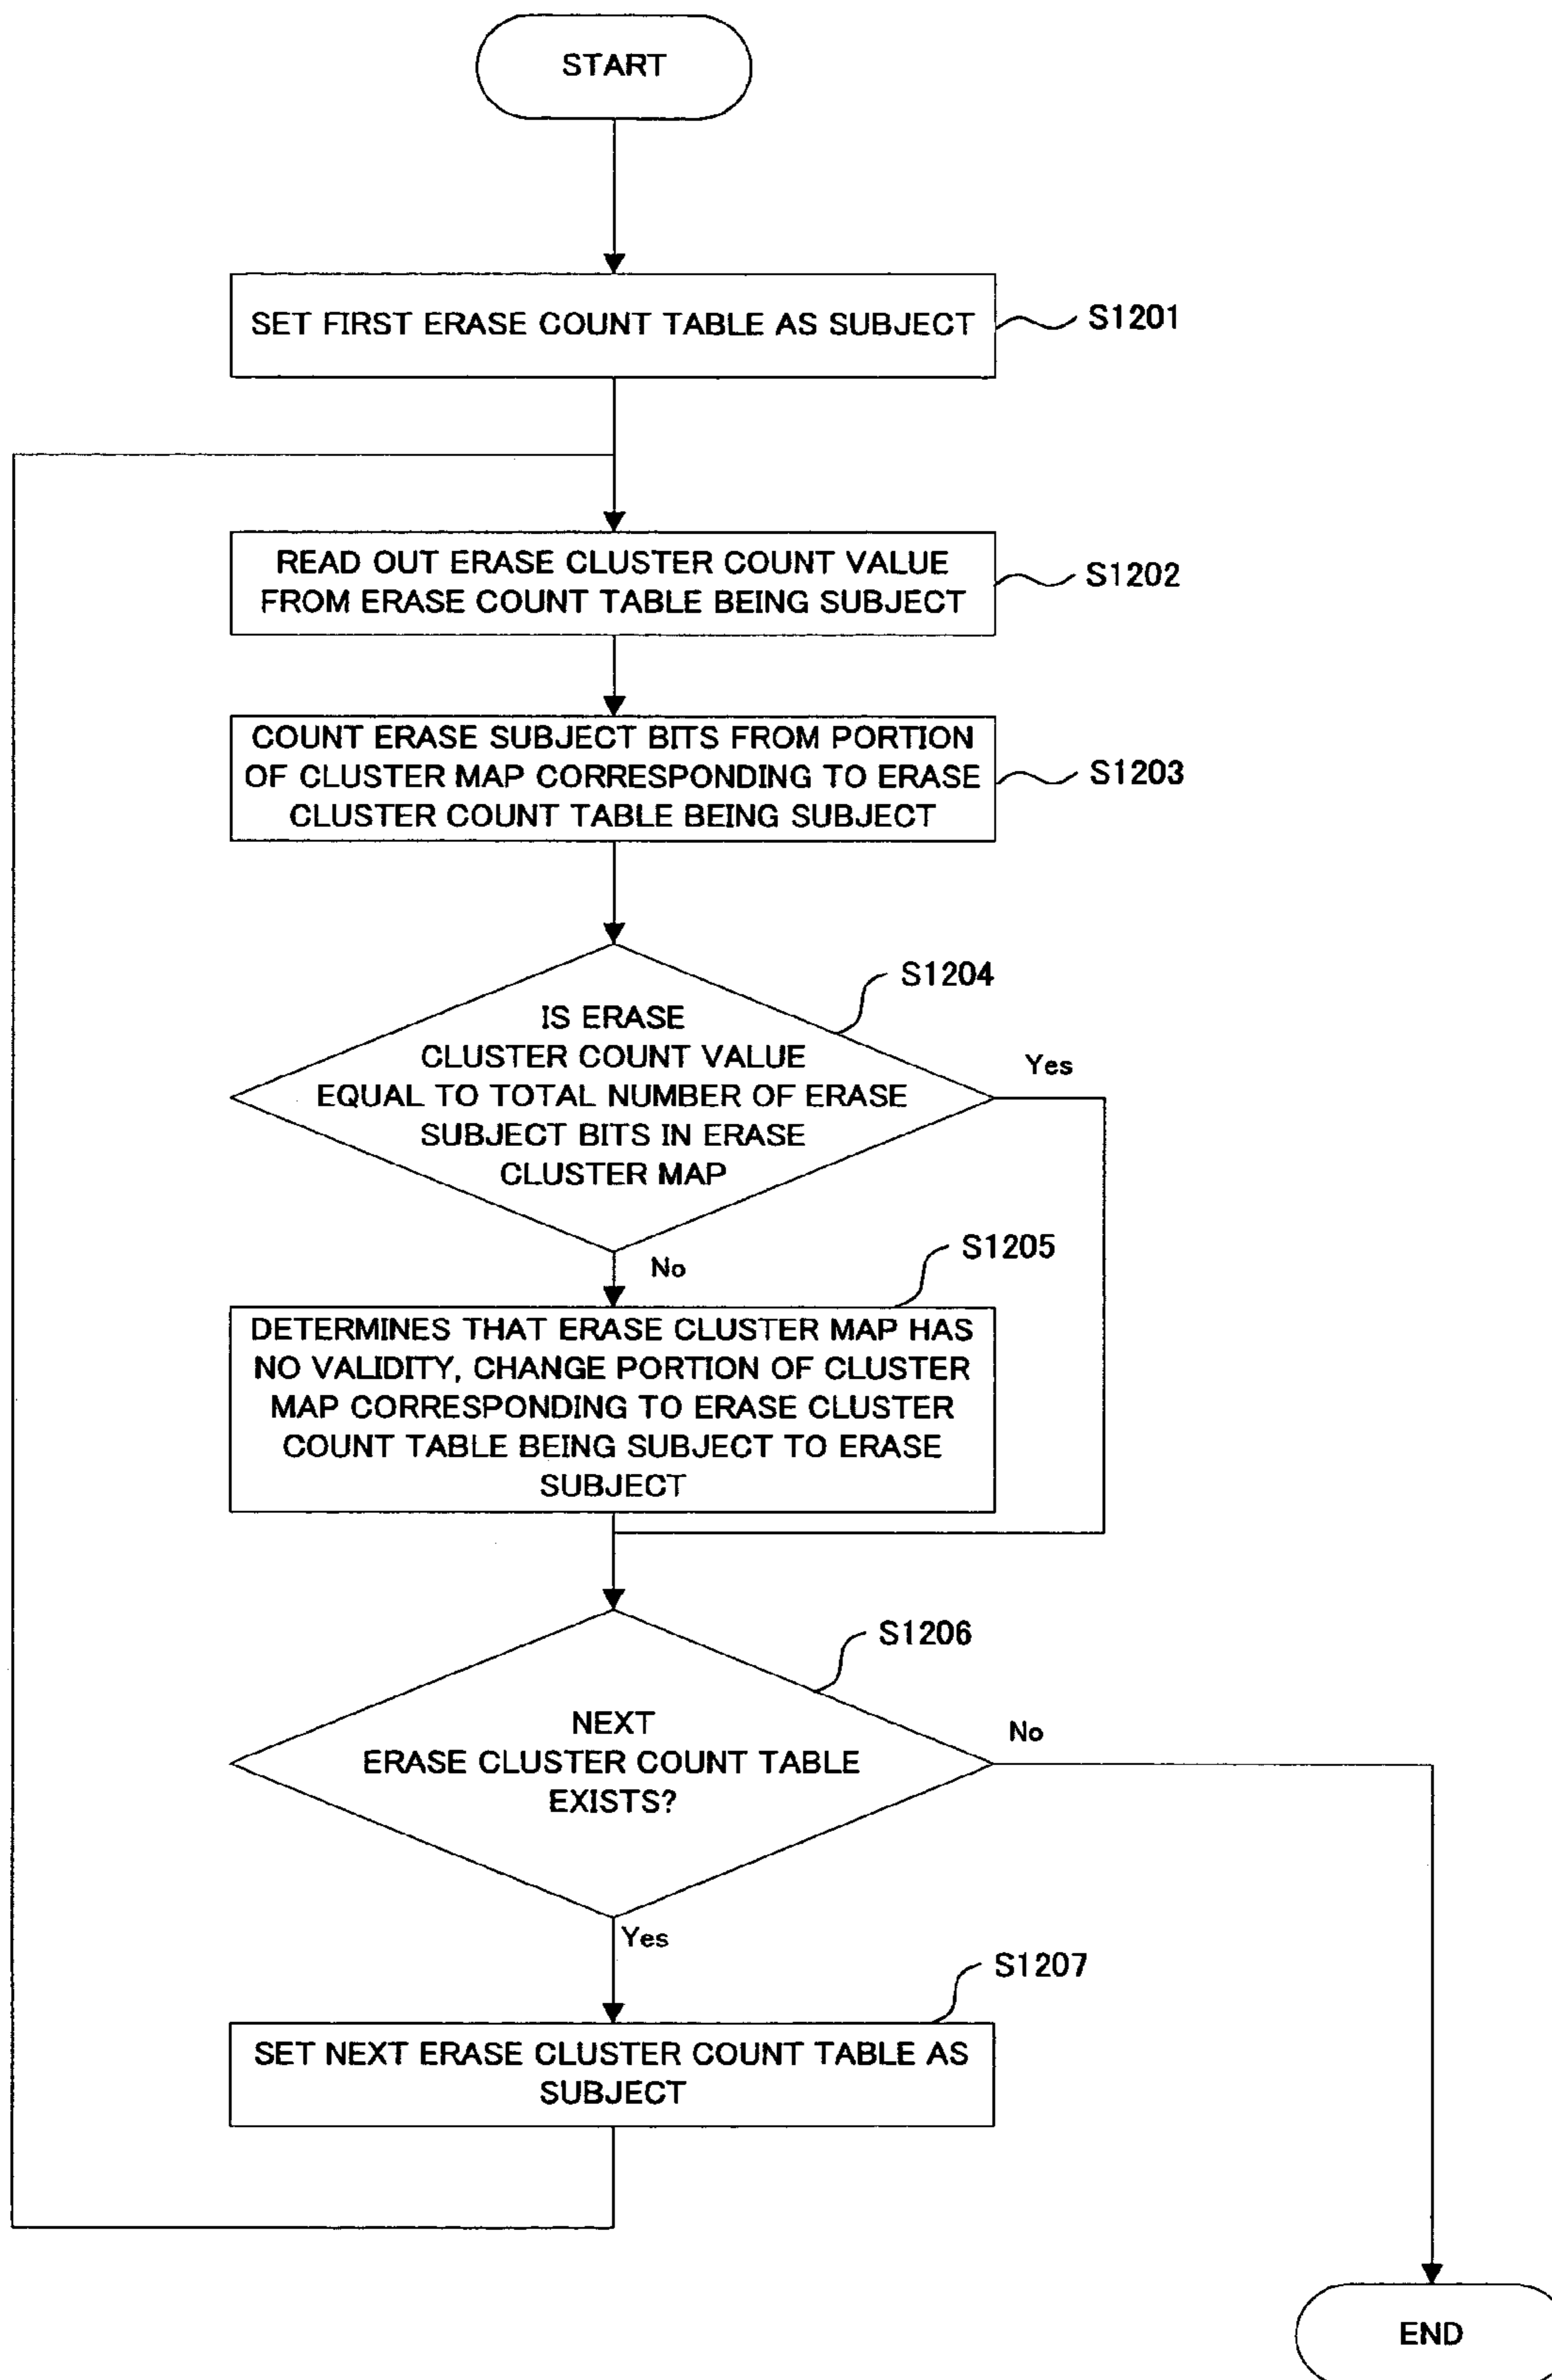 START
SET FIRST ERASE COUNT TABLE AS SUBJECT
S1201
READ OUT ERASE CLUSTER COUNT VALUE
FROM ERASE COUNT TABLE BEING SUBJECT
S1202
COUNT ERASE SUBJECT BITS FROM PORTION
OF CLUSTER MAP CORRESPONDING TO ERASE
CLUSTER COUNT TABLE BEING SUBJECT
S1203
S1204
IS ERASE
CLUSTER COUNT VALUE
EQUAL TO TOTAL NUMBER OF ERASE
SUBJECT BITS IN ERASE
CLUSTER MAP
Yes
No
S1205
DETERMINES THAT ERASE CLUSTER MAP HAS
NO VALIDITY, CHANGE PORTION OF CLUSTER
MAP CORRESPONDING TO ERASE CLUSTER
COUNT TABLE BEING SUBJECT TO ERASE
SUBJECT
S1206
NEXT
ERASE CLUSTER COUNT TABLE
EXISTS?
No
Yes
S1207
SET NEXT ERASE CLUSTER COUNT TABLE AS
SUBJECT
END